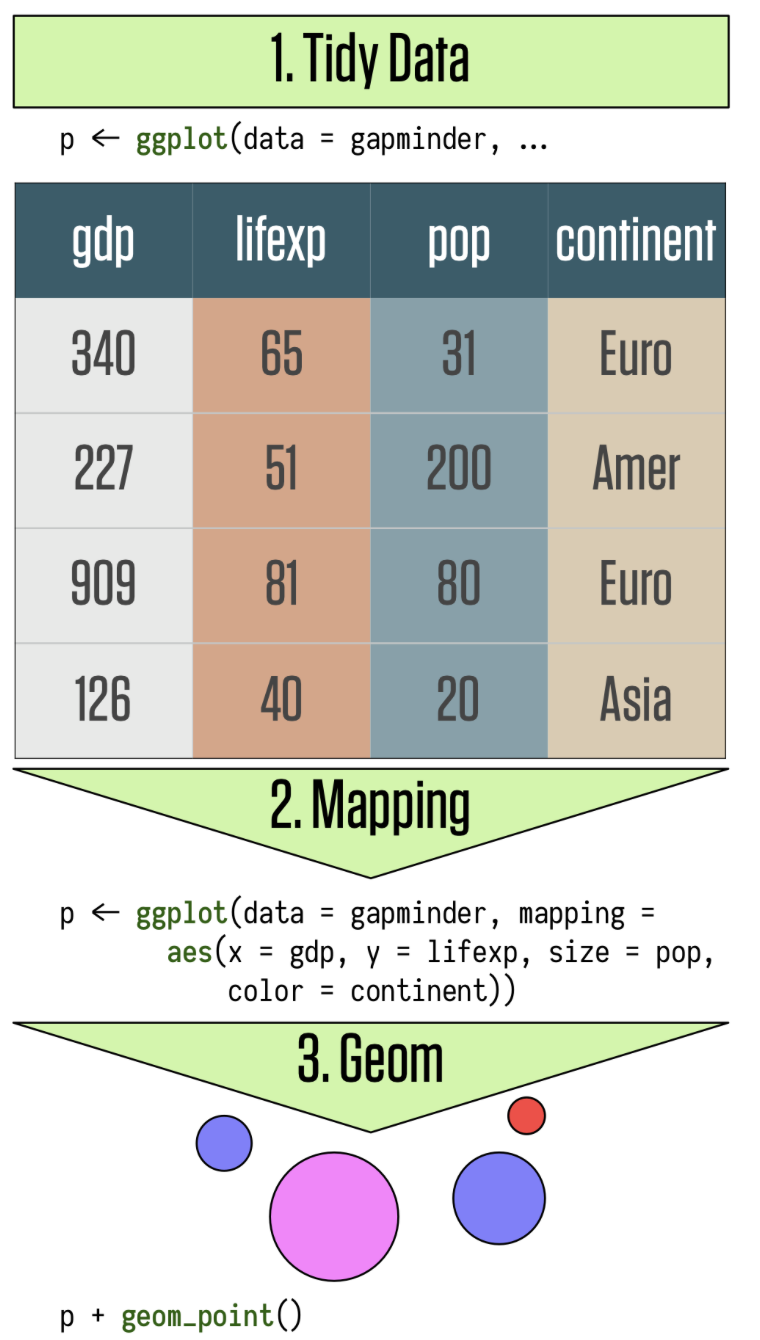 1. Tidy Data
p ← ggplot(data = gapminder, …
gdp lifexp pop continent
340 65 31 Euro
227 51 200 Amer
909 81 80 Euro
126 40 20 Asia
2. Mapping
p ← ggplot(data = gapminder, mapping =
aes(x = gdp, y = lifexp, size = pop,
color = continent))
3. Geom
p + geom_point()